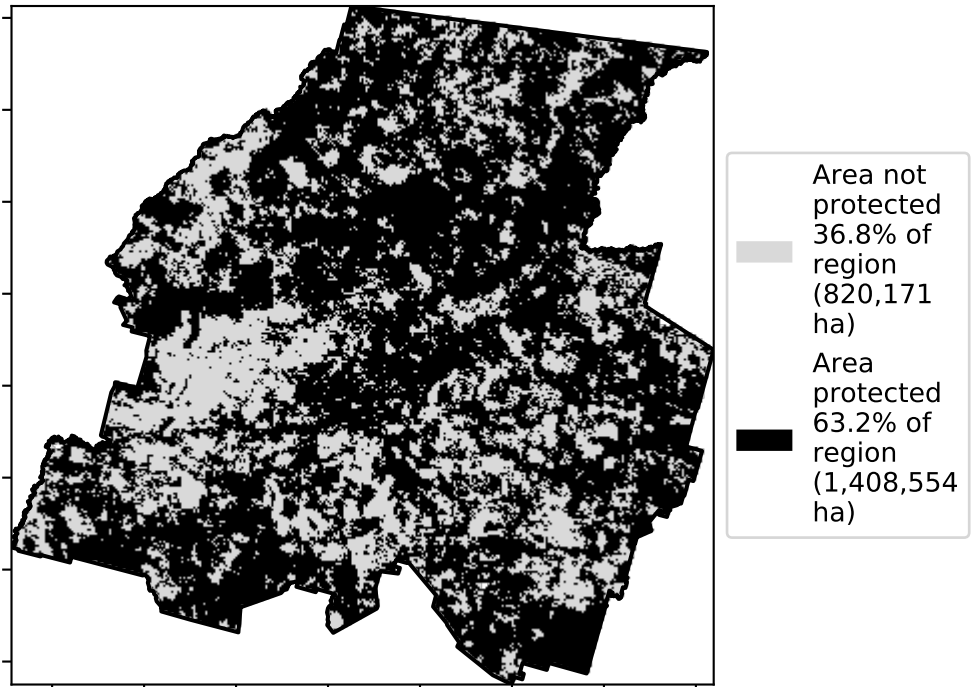 Area not
protected
36.8% of
region
(820,171
ha)
Area
protected
63.2% of
region
(1,408,554
ha)